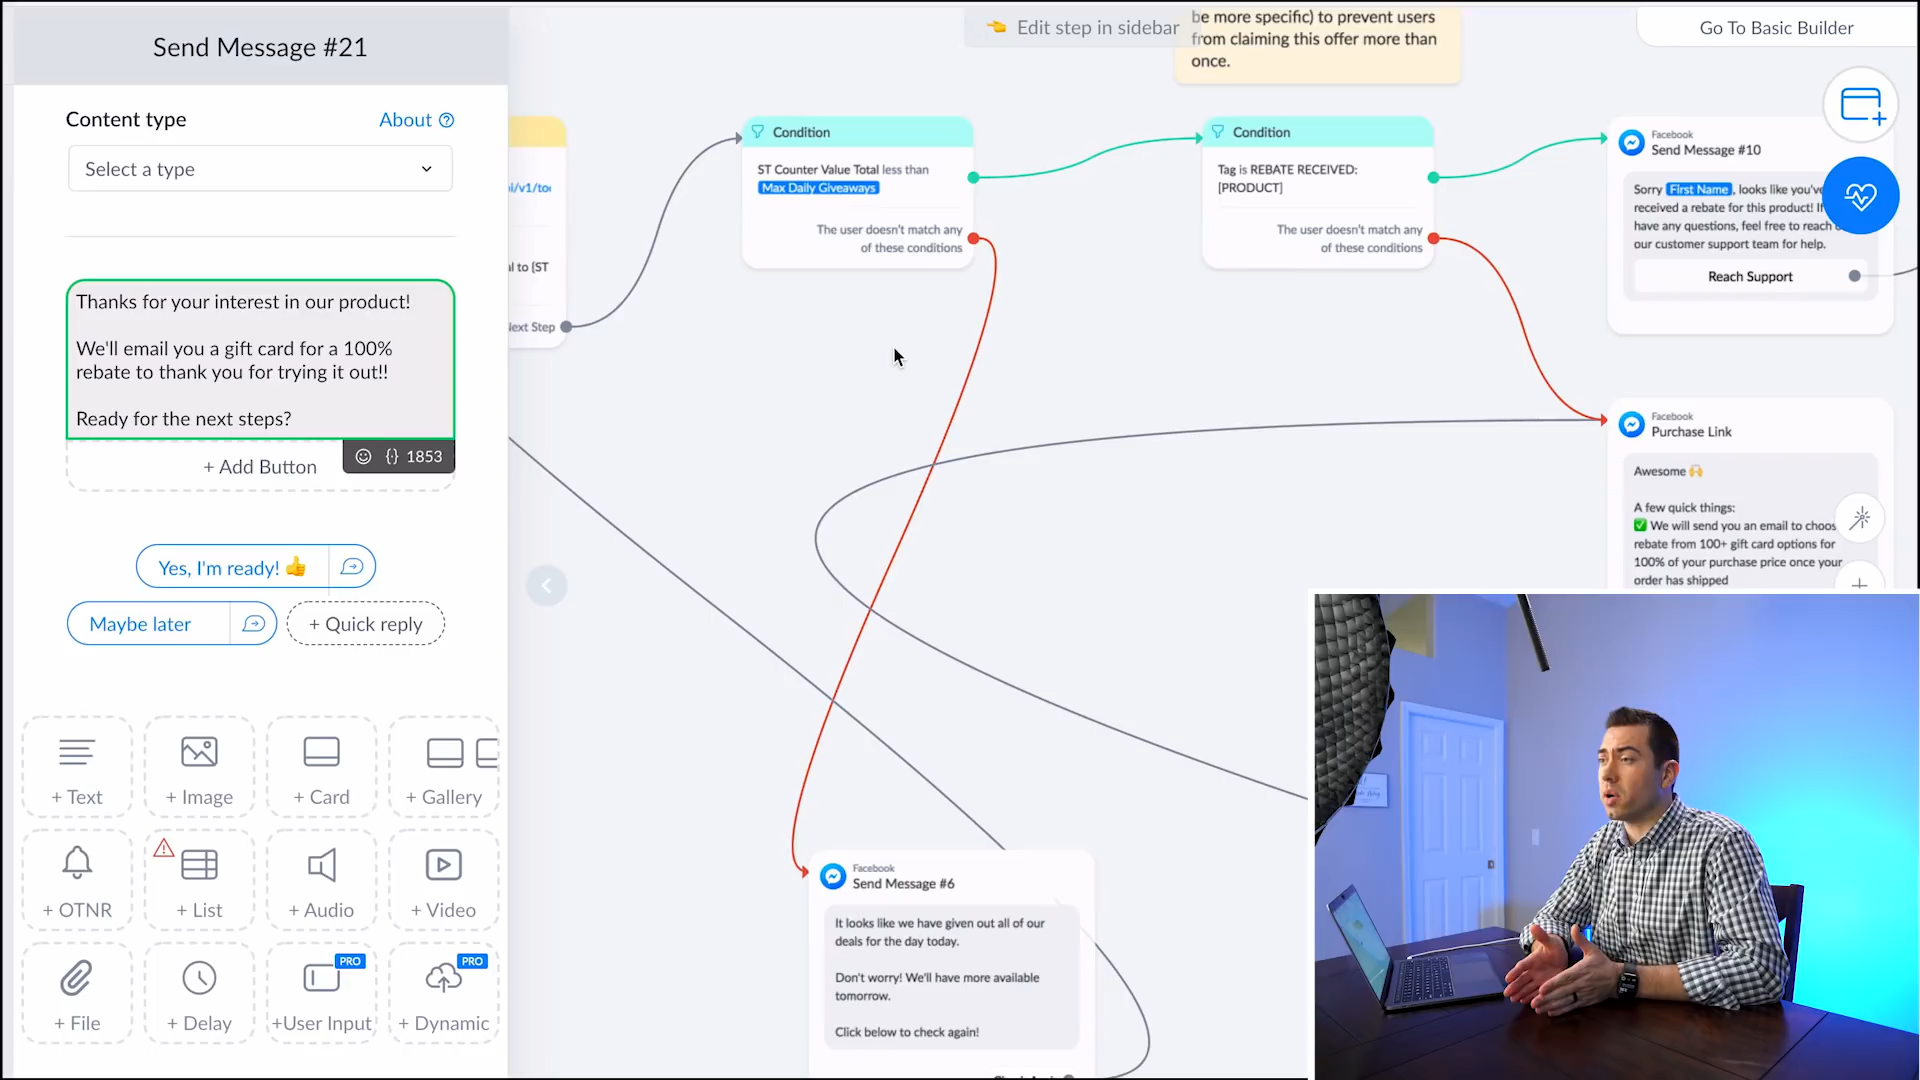 Send Message #21
Content type
About
Select a type
Thanks for your interest in our product!
We'll email you a gift card for a 100%
rebate to thank you for trying it out!!
Ready for the next steps?
+ Add Button
1853
Yes, I'm ready! 👍
Maybe later
+ Quick reply
+ Text
+ Image
+ Card
+ Gallery
+ OTNR
+ List
+ Audio
+ Video
PRO
PRO
+ File
+ Delay
+User Input
+ Dynamic
👈 Edit step in sidebar
be more specific) to prevent users
from claiming this offer more than
once.
Go To Basic Builder
Next Step
Condition
ST Counter Value Total less than
Max Daily Giveaways
The user doesn't match any
of these conditions
Condition
Tag is REBATE RECEIVED:
[PRODUCT]
The user doesn't match any
of these conditions
Facebook
Send Message #10
Sorry First Name, looks like you've
received a rebate for this product! If
have any questions, feel free to reach
our customer support team for help.
Reach Support
Facebook
Purchase Link
Awesome 🙌
A few quick things:
✅ We will send you an email to choos
rebate from 100+ gift card options for
100% of your purchase price once your
order has shipped
Facebook
Send Message #6
It looks like we have given out all of our
deals for the day today.
Don't worry! We'll have more available
tomorrow.
Click below to check again!